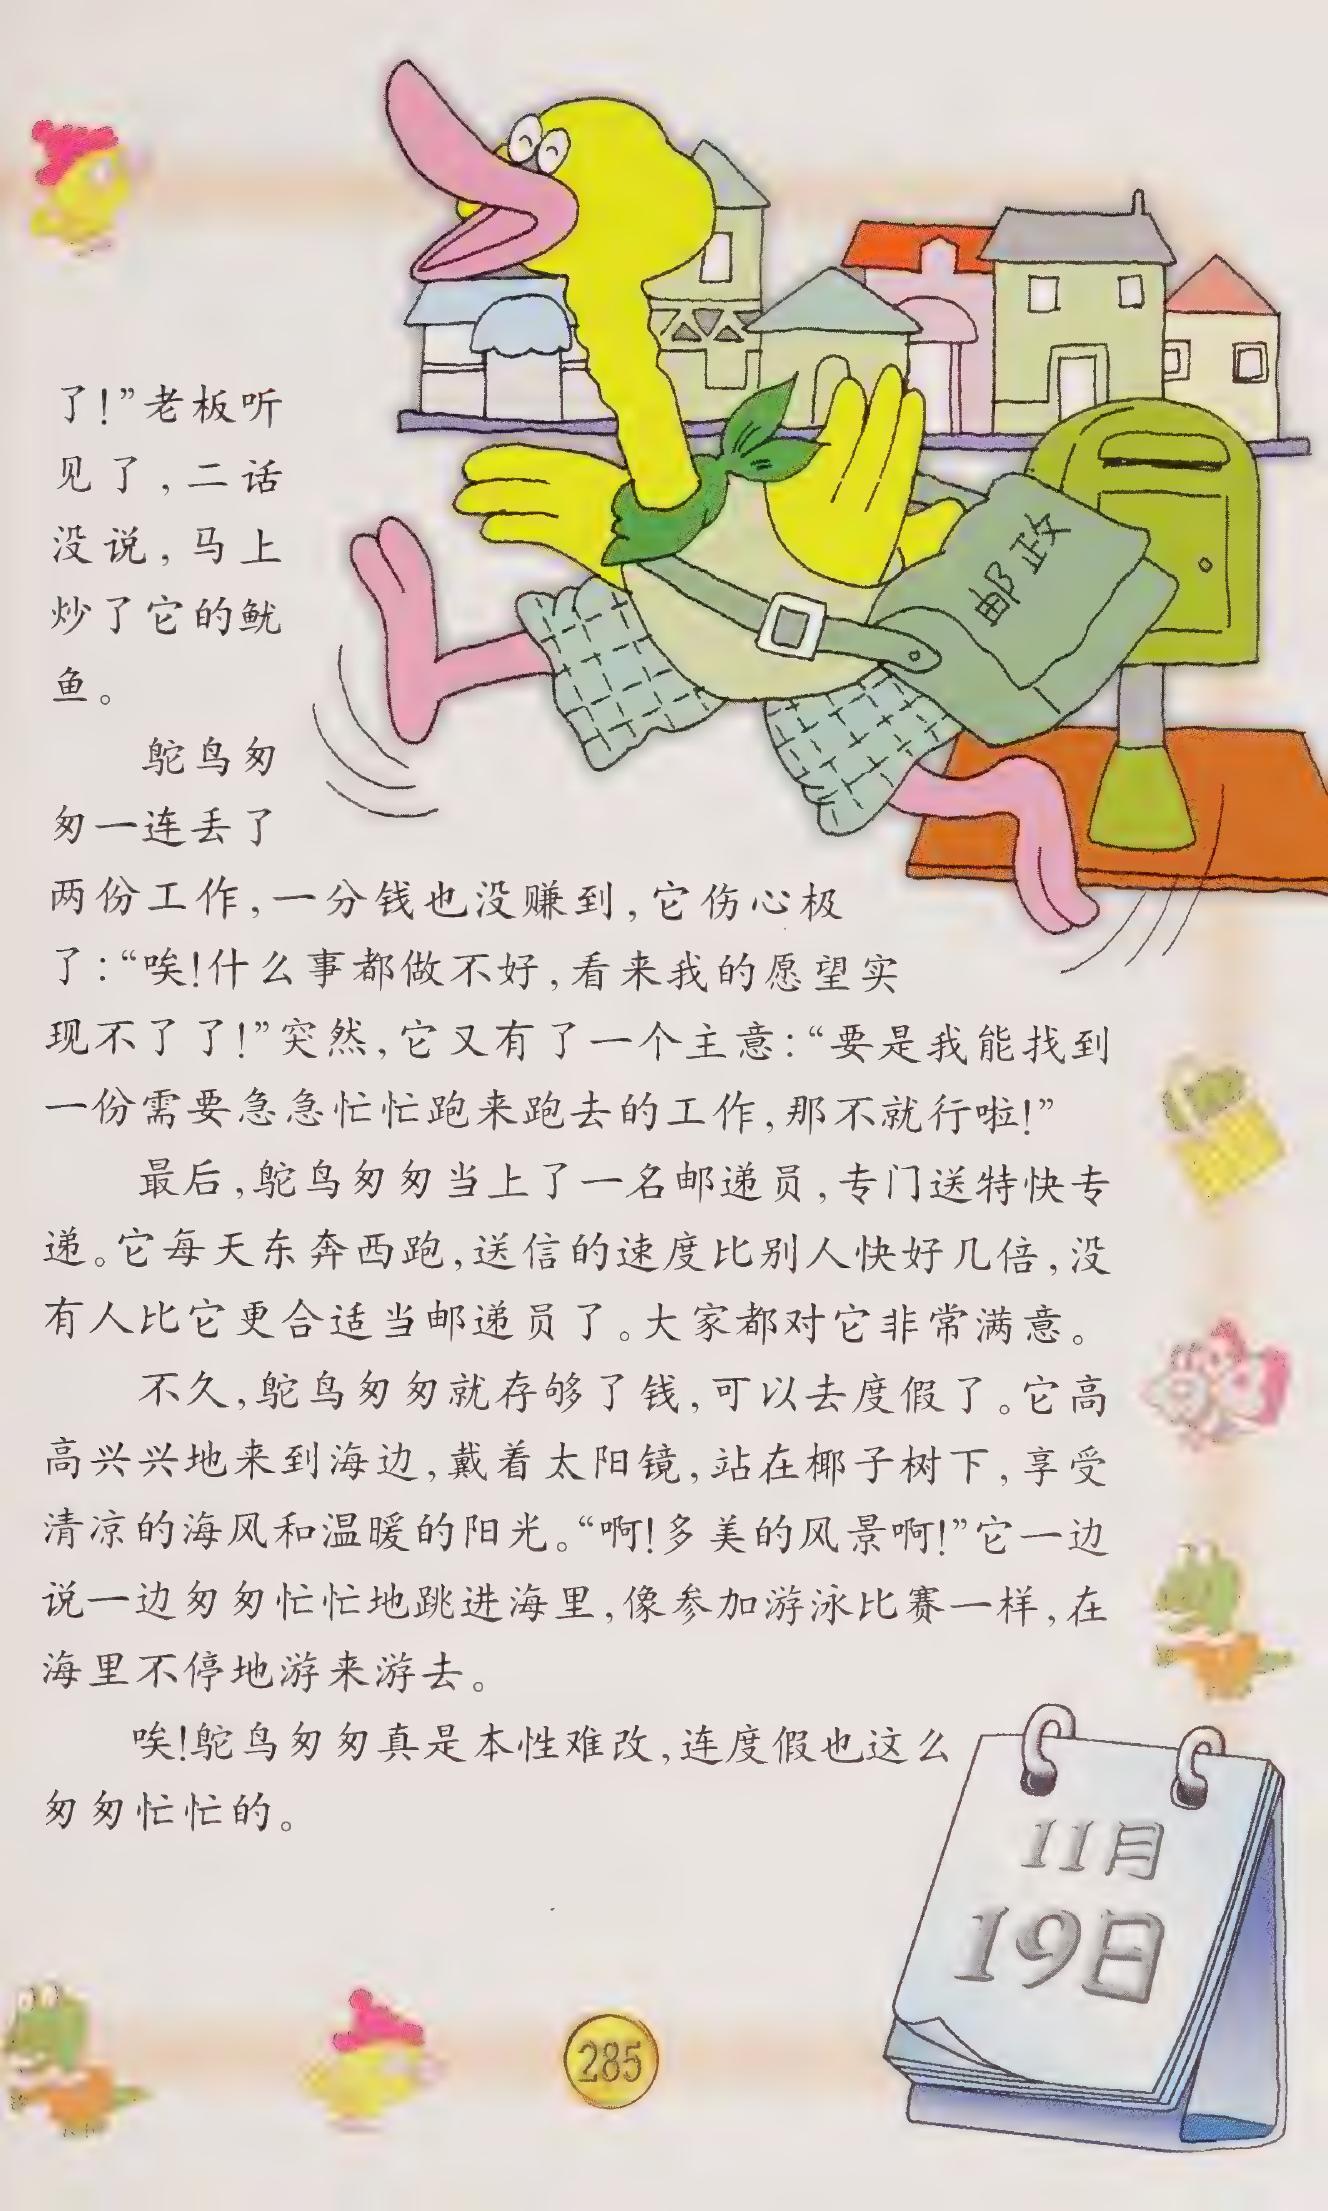 邮政
了！”老板听
见了，二话
没说，马上
炒了它的鱿
鱼。
鸵鸟匆
匆一连丢了
两份工作，一分钱也没赚到，它伤心极
了：“唉！什么事都做不好，看来我的愿望实
现不了了！”突然，它又有了一个主意：“要是我能找到
一份需要急急忙忙跑来跑去的工作，那不就行啦！”
最后，鸵鸟匆匆当上了一名邮递员，专门送特快专
递。它每天东奔西跑，送信的速度比别人快好几倍，没
有人比它更合适当邮递员了。大家都对它非常满意。
不久，鸵鸟匆匆就存够了钱，可以去度假了。它高
高兴兴地来到海边，戴着太阳镜，站在椰子树下，享受
清凉的海风和温暖的阳光。“啊！多美的风景啊！”它一边
说一边匆匆忙忙地跳进海里，像参加游泳比赛一样，在
海里不停地游来游去。
唉！鸵鸟匆匆真是本性难改，连度假也这么
匆匆忙忙的。
11月
19日
285